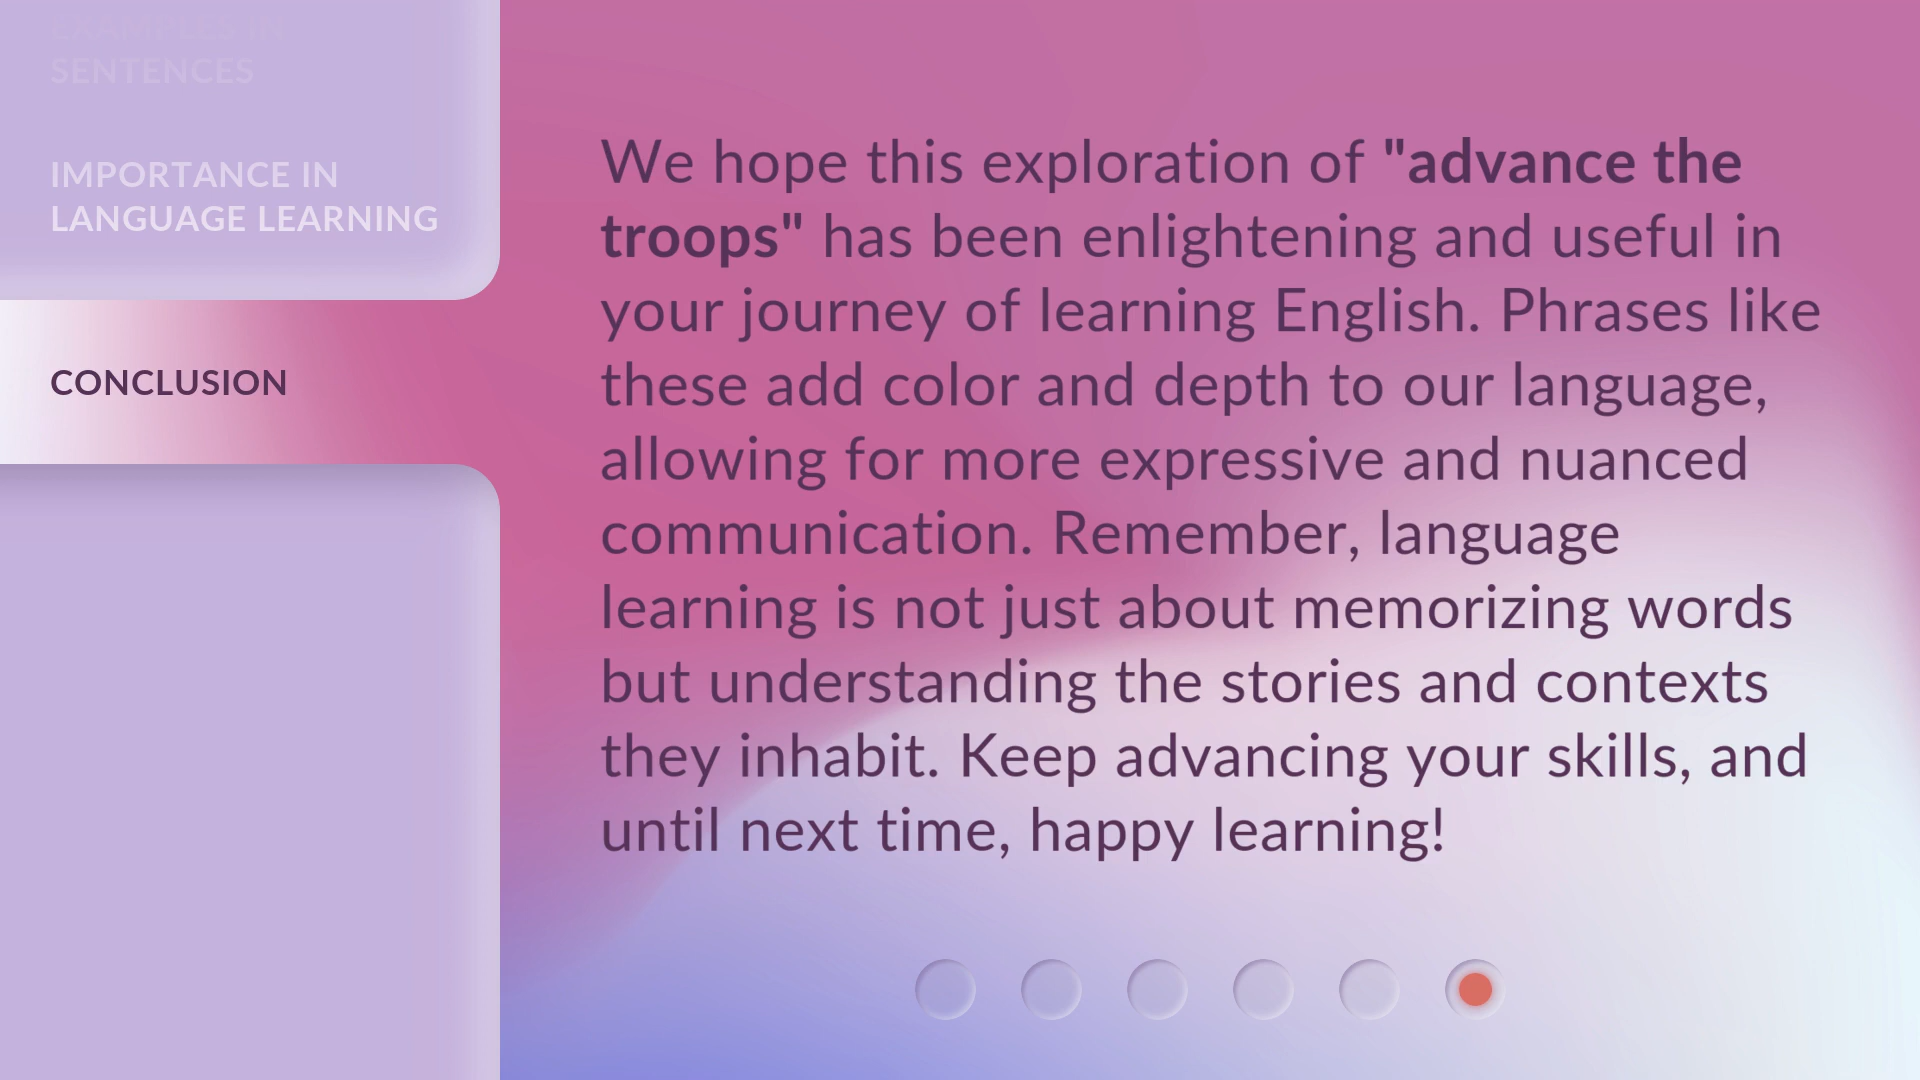 EXAMPLES IN
SENTENCES
IMPORTANCE IN
LANGUAGE LEARNING
CONCLUSION
We hope this exploration of "advance the
troops" has been enlightening and useful in
your journey of learning English. Phrases like
these add color and depth to our language,
allowing for more expressive and nuanced
communication. Remember, language
learning is not just about memorizing words
but understanding the stories and contexts
they inhabit. Keep advancing your skills, and
until next time, happy learning!